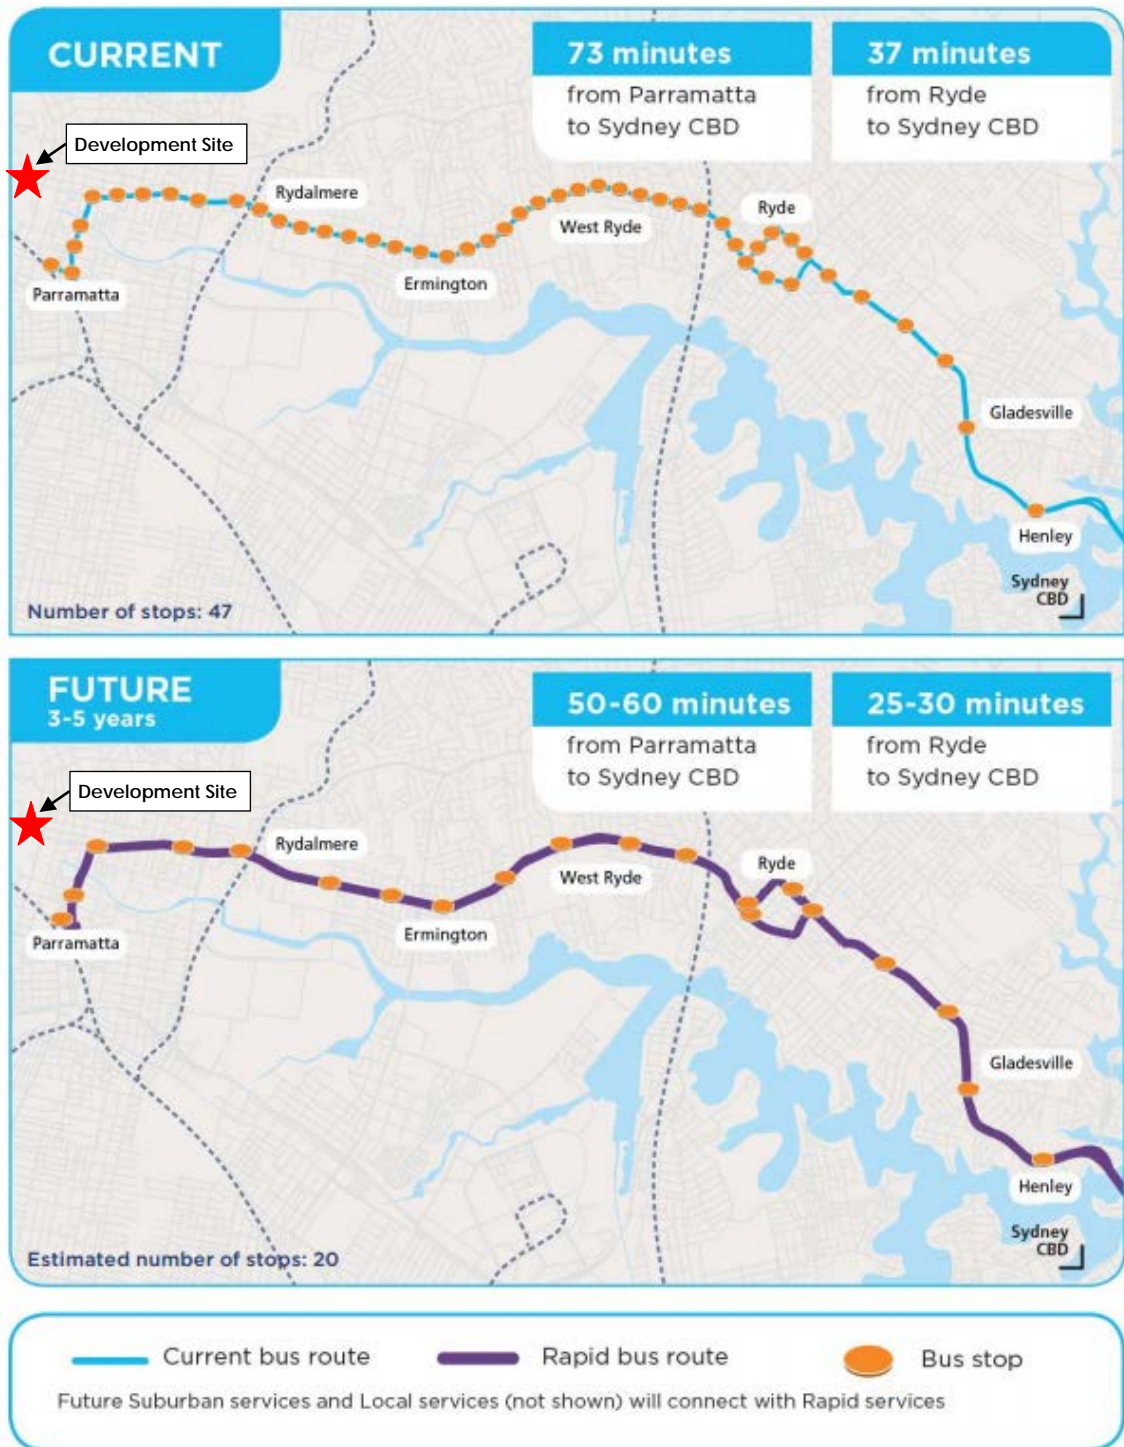 CURRENT
73 minutes
from Parramatta
to Sydney CBD
37 minutes
from Ryde
to Sydney CBD
Development Site
Rydalmere
Ryde
West Ryde
Ermington
Parramatta
Gladesville
Henley
Sydney
CBD
Number of stops: 47
FUTURE
3-5 years
50-60 minutes
from Parramatta
to Sydney CBD
25-30 minutes
from Ryde
to Sydney CBD
Development Site
Rydalmere
Ryde
West Ryde
Ermington
Parramatta
Gladesville
Henley
Sydney
CBD
Estimated number of stops: 20
Current bus route
Rapid bus route
Bus stop
Future Suburban services and Local services (not shown) will connect with Rapid services